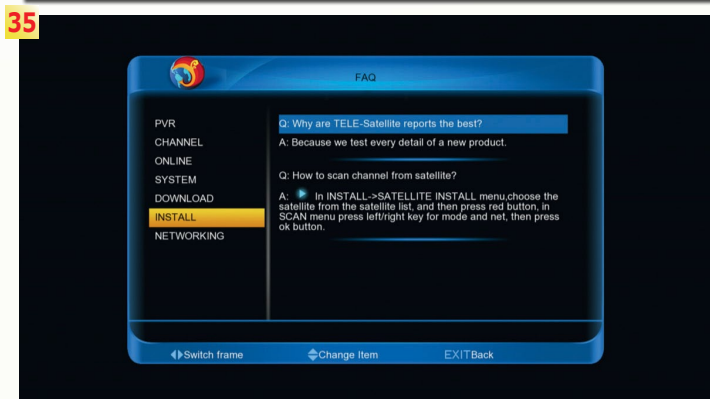 35
FAQ
PVR
CHANNEL
ONLINE
SYSTEM
DOWNLOAD
INSTALL
NETWORKING
Q: Why are TELE-Satellite reports the best?
A: Because we test every detail of a new product.
Q: How to scan channel from satellite?
A: In INSTALL->SATELLITE INSTALL menu,choose the
satellite from the satellite list, and then press red button, in
SCAN menu press left/right key for mode and net, then press
ok button.
Switch frame
Change Item
EXITBack